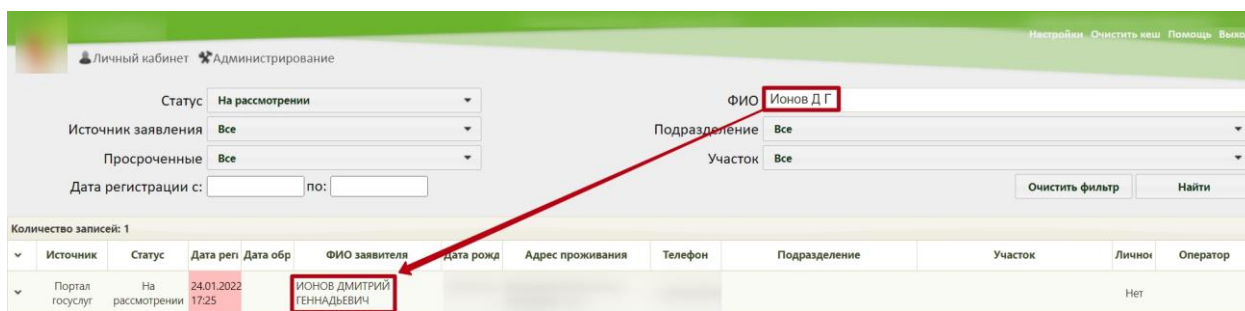 Настройки Очистить кеш Помощь Выхо
Личный кабинет Администрирование
Статус На рассмотрении ФИО Ионов Д Г
Источник заявления Все Подразделение Все
Просроченные Все Участок Все
Дата регистрации с: по: Очистить фильтр Найти
Количество записей: 1
Источник Статус Дата реги Дата обр ФИО заявителя Дата рожд Адрес проживания Телефон Подразделение Участок Лично Оператор
Портал На 24.01.2022 ИОНОВ ДМИТРИЙ
госуслуг рассмотрении 17:25 ГЕННАДЬЕВИЧ Нет